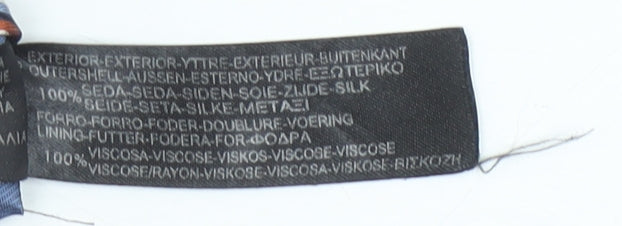 EXTERIOR-EXTERIOR-YTTRE-EXTERIEUR-BUITENKANT
OUTERSHELL-AUSSEN-ESTERNO-YDRE-ΕΞΩΤΕΡΙΚΟ
100% SEDA-SEDA-SIDEN-SOIE-ZIJDE-SILK
SEIDE-SETA-SILKE-ΜΕΤΑΞΙ
FORRO-FORRO-FODER-DOUBLURE-VOERING
LINING-FUTTER-FODERA-FOR-ΦΟΔΡΑ
100% VISCOSA-VISCOSE-VISKOS-VISCOSE-VISCOSE
VISCOSE/RAYON-VISKOSE-VISCOSA-VISKOSE-ΒΙΣΚΟΖΗ